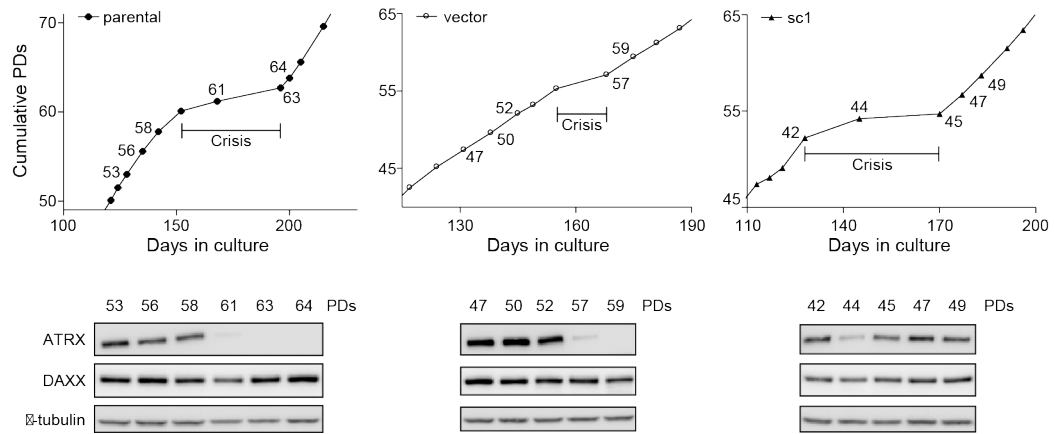 parental
70
60
50
Cumulative PDs
53
56
58
61
64
63
Crisis
100
150
200
Days in culture
vector
65
55
45
47
50
52
57
59
Crisis
130
160
190
Days in culture
sc1
65
55
45
42
44
45
47
49
Crisis
110
140
170
200
Days in culture
53 56 58 61 63 64 PDs
47 50 52 57 59 PDs
42 44 45 47 49 PDs
ATRX
DAXX
-tubulin